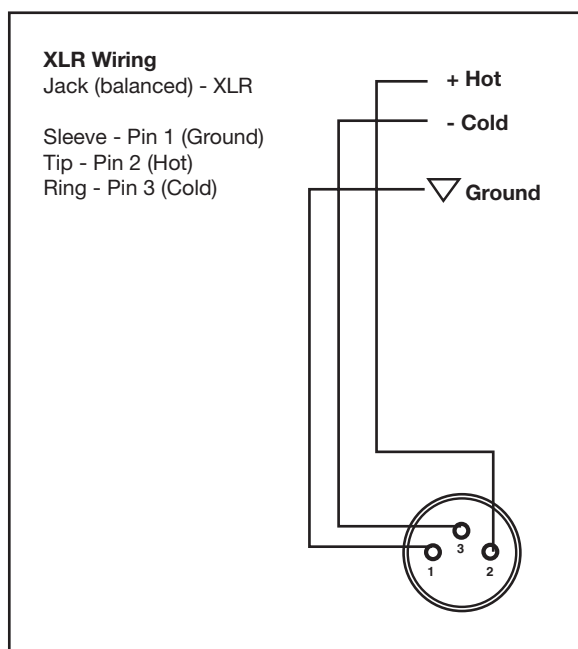 XLR Wiring
Jack (balanced) - XLR
Sleeve - Pin 1 (Ground)
Tip - Pin 2 (Hot)
Ring - Pin 3 (Cold)
+ Hot
- Cold
Ground
3
1 2